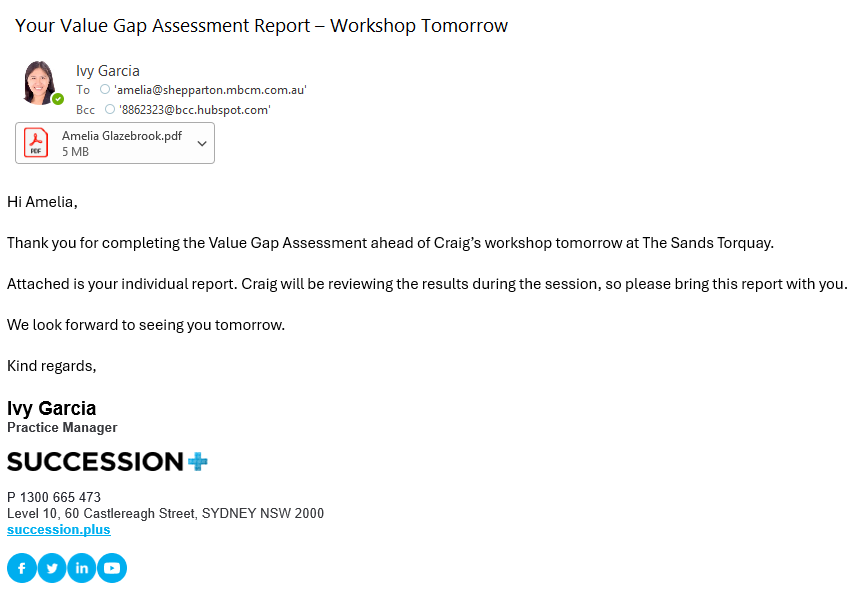 Your Value Gap Assessment Report – Workshop Tomorrow
Ivy Garcia
To 'amelia@shepparton.mbcm.com.au'
Bcc '8862323@bcc.hubspot.com'
Amelia Glazebrook.pdf
PDF
5 MB
Hi Amelia,
Thank you for completing the Value Gap Assessment ahead of Craig’s workshop tomorrow at The Sands Torquay.
Attached is your individual report. Craig will be reviewing the results during the session, so please bring this report with you.
We look forward to seeing you tomorrow.
Kind regards,
Ivy Garcia
Practice Manager
SUCCESSION+
P 1300 665 473
Level 10, 60 Castlereagh Street, SYDNEY NSW 2000
succession.plus